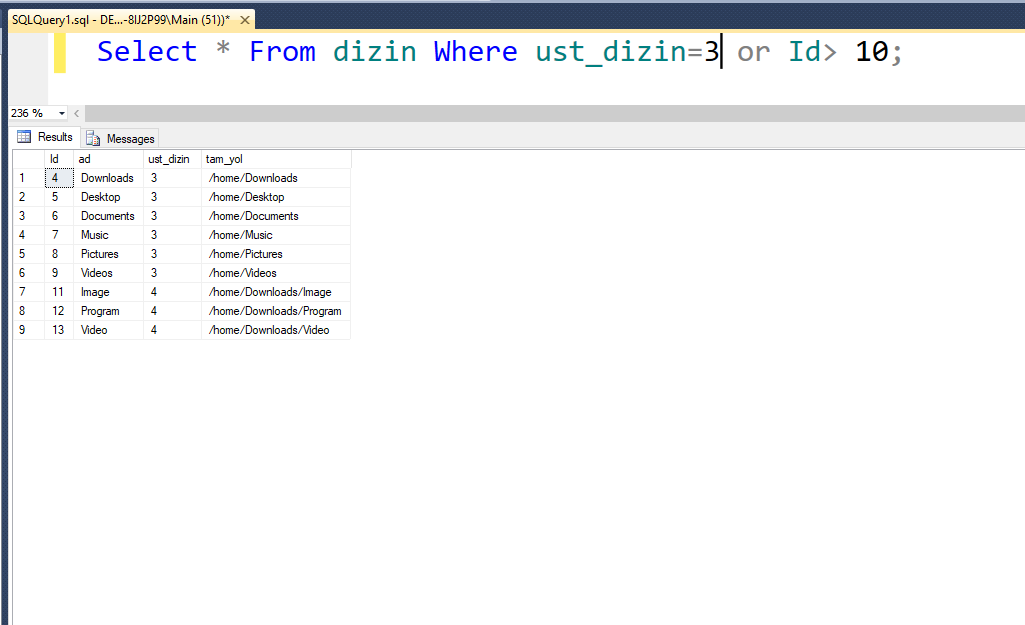 SQLQuery1.sql - DE...-8IJ2P99\Main (51))* ×
Select * From dizin Where ust_dizin=3 or Id> 10;
236 %
Results Messages
Id ad ust_dizin tam_yol
1 4 Downloads 3 /home/Downloads
2 5 Desktop 3 /home/Desktop
3 6 Documents 3 /home/Documents
4 7 Music 3 /home/Music
5 8 Pictures 3 /home/Pictures
6 9 Videos 3 /home/Videos
7 11 Image 4 /home/Downloads/Image
8 12 Program 4 /home/Downloads/Program
9 13 Video 4 /home/Downloads/Video